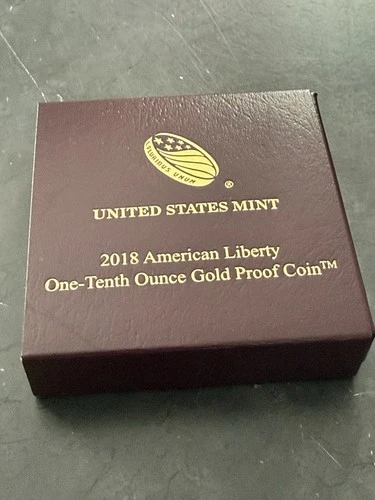 E PLURIBUS UNUM
®
UNITED STATES MINT
2018 American Liberty
One-Tenth Ounce Gold Proof Coin™